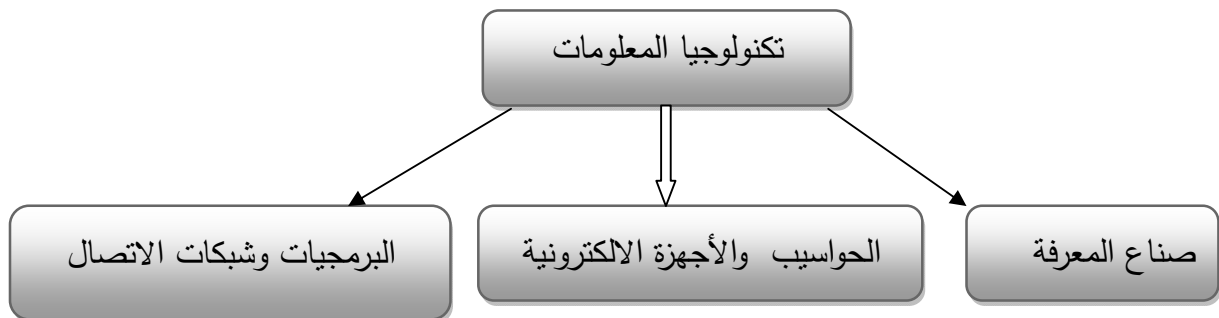 تكنولوجيا المعلومات
صناع المعرفة
الحواسيب والأجهزة الالكترونية
البرمجيات وشبكات الاتصال